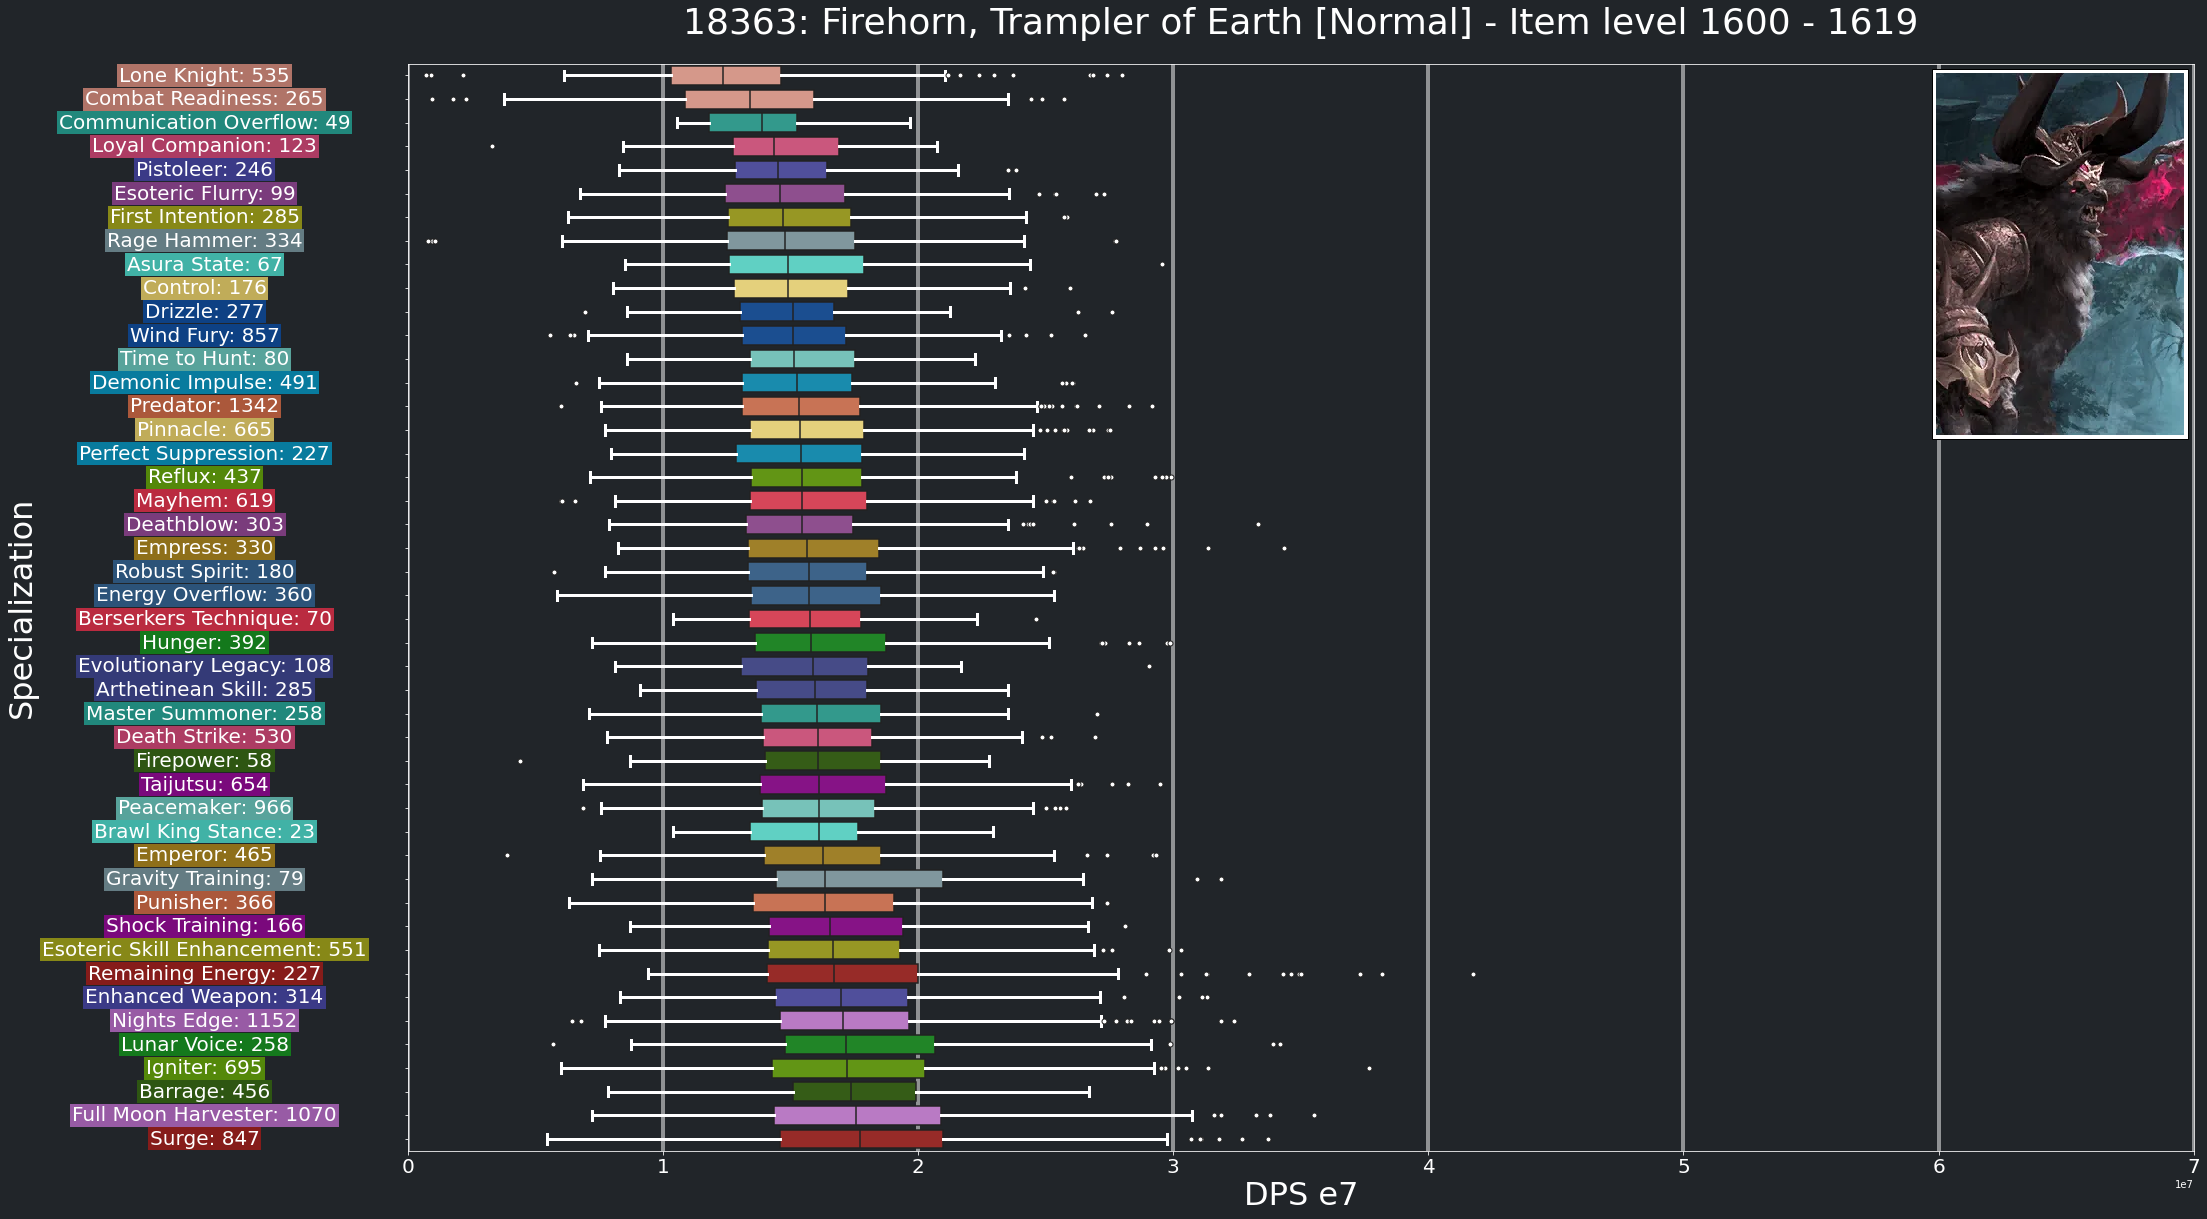 18363: Firehorn, Trampler of Earth [Normal] - Item level 1600 - 1619
Lone Knight: 535
Combat Readiness: 265
Communication Overflow: 49
Loyal Companion: 123
Pistoleer: 246
Esoteric Flurry: 99
First Intention: 285
Rage Hammer: 334
Asura State: 67
Control: 176
Drizzle: 277
Wind Fury: 857
Time to Hunt: 80
Demonic Impulse: 491
Predator: 1342
Pinnacle: 665
Perfect Suppression: 227
Reflux: 437
Mayhem: 619
Deathblow: 303
Empress: 330
Robust Spirit: 180
Energy Overflow: 360
Berserkers Technique: 70
Hunger: 392
Evolutionary Legacy: 108
Arthetinean Skill: 285
Master Summoner: 258
Death Strike: 530
Firepower: 58
Taijutsu: 654
Peacemaker: 966
Brawl King Stance: 23
Emperor: 465
Gravity Training: 79
Punisher: 366
Shock Training: 166
Esoteric Skill Enhancement: 551
Remaining Energy: 227
Enhanced Weapon: 314
Nights Edge: 1152
Lunar Voice: 258
Igniter: 695
Barrage: 456
Full Moon Harvester: 1070
Surge: 847
Specialization
0 1 2 3 4 5 6 7
1e7
DPS e7